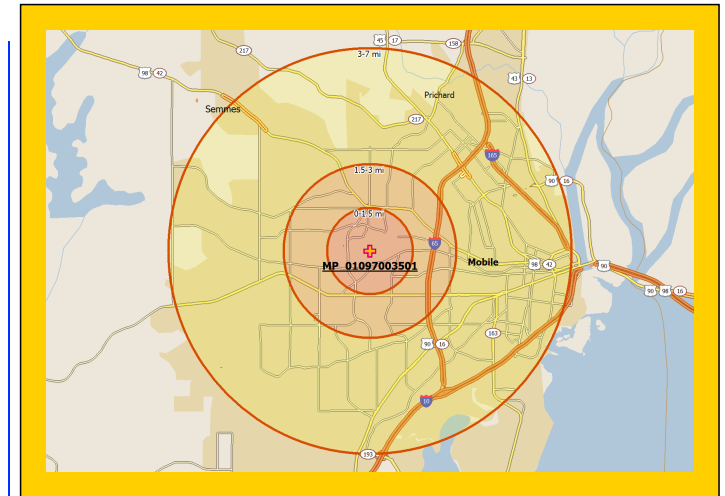 45 17
158
3-7 mi
217
98 42
43 13
Prichard
Semmes
217
165
1.5-3 mi
90 16
0-1.5 mi
65
MP_01097003501
Mobile
98 42
90
90 98 16
163
90 16
10
193